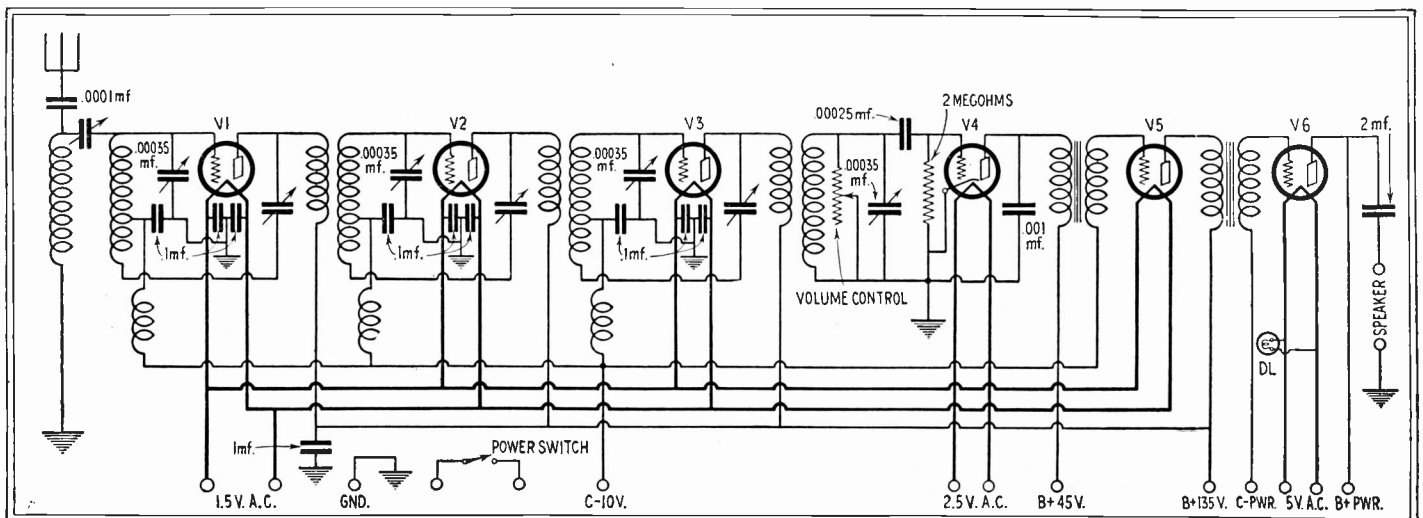 .0001mf
V1
V2
V3
.00025 mf.
2 MEGOHMS
V4
V5
V6
2 mf.
.00035
mf.
.00035
mf.
.00035
mf.
.00035
mf.
.1mf.
.1mf.
.1mf.
.001
mf.
VOLUME CONTROL
SPEAKER
DL
1mf.
POWER SWITCH
1.5 V. A.C.
GND.
C-10V.
2.5 V. A.C.
B+45V.
B+135V.
C-PWR.
5V. A.C.
B+PWR.